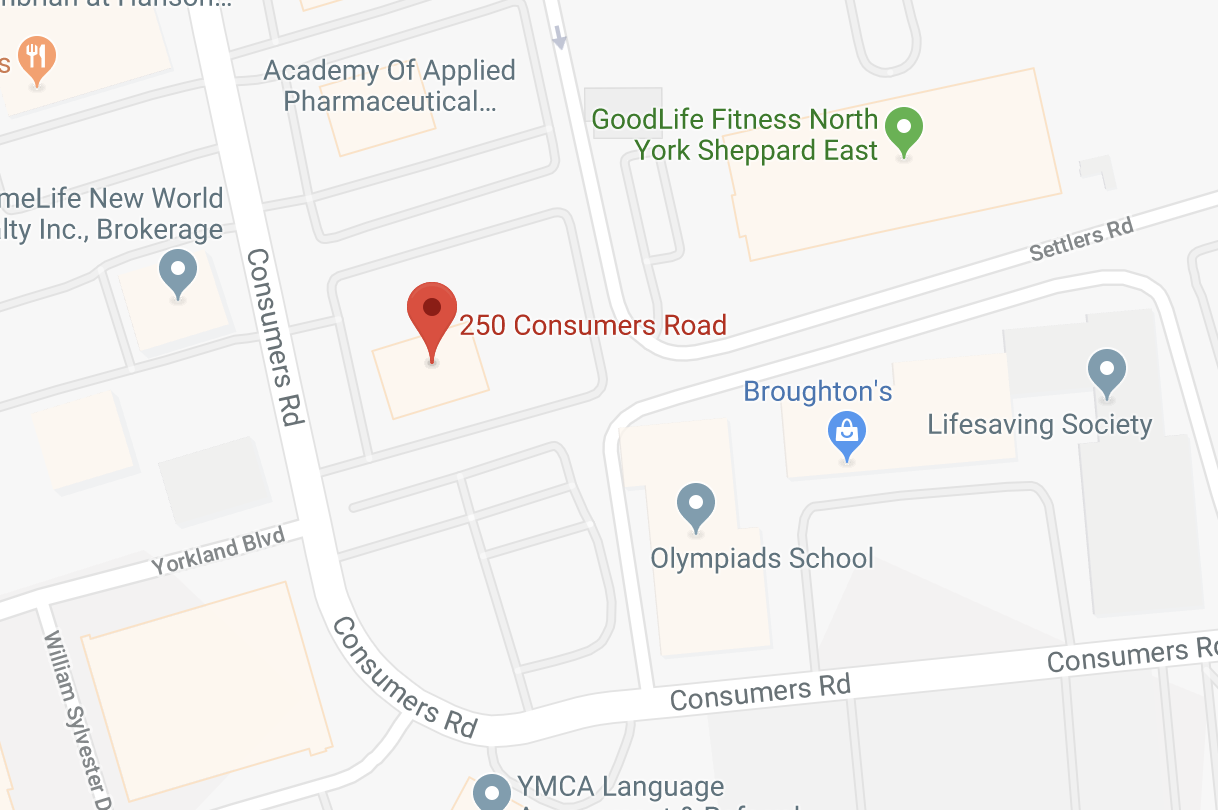 Academy Of Applied
Pharmaceutical...
GoodLife Fitness North
York Sheppard East
meLife New World
lty Inc., Brokerage
Settlers Rd
Consumers Rd
250 Consumers Road
Broughton's
Lifesaving Society
Olympiads School
Yorkland Blvd
Consumers Rd
William Sylvester D
Consumers Rd
Consumers Ro
YMCA Language